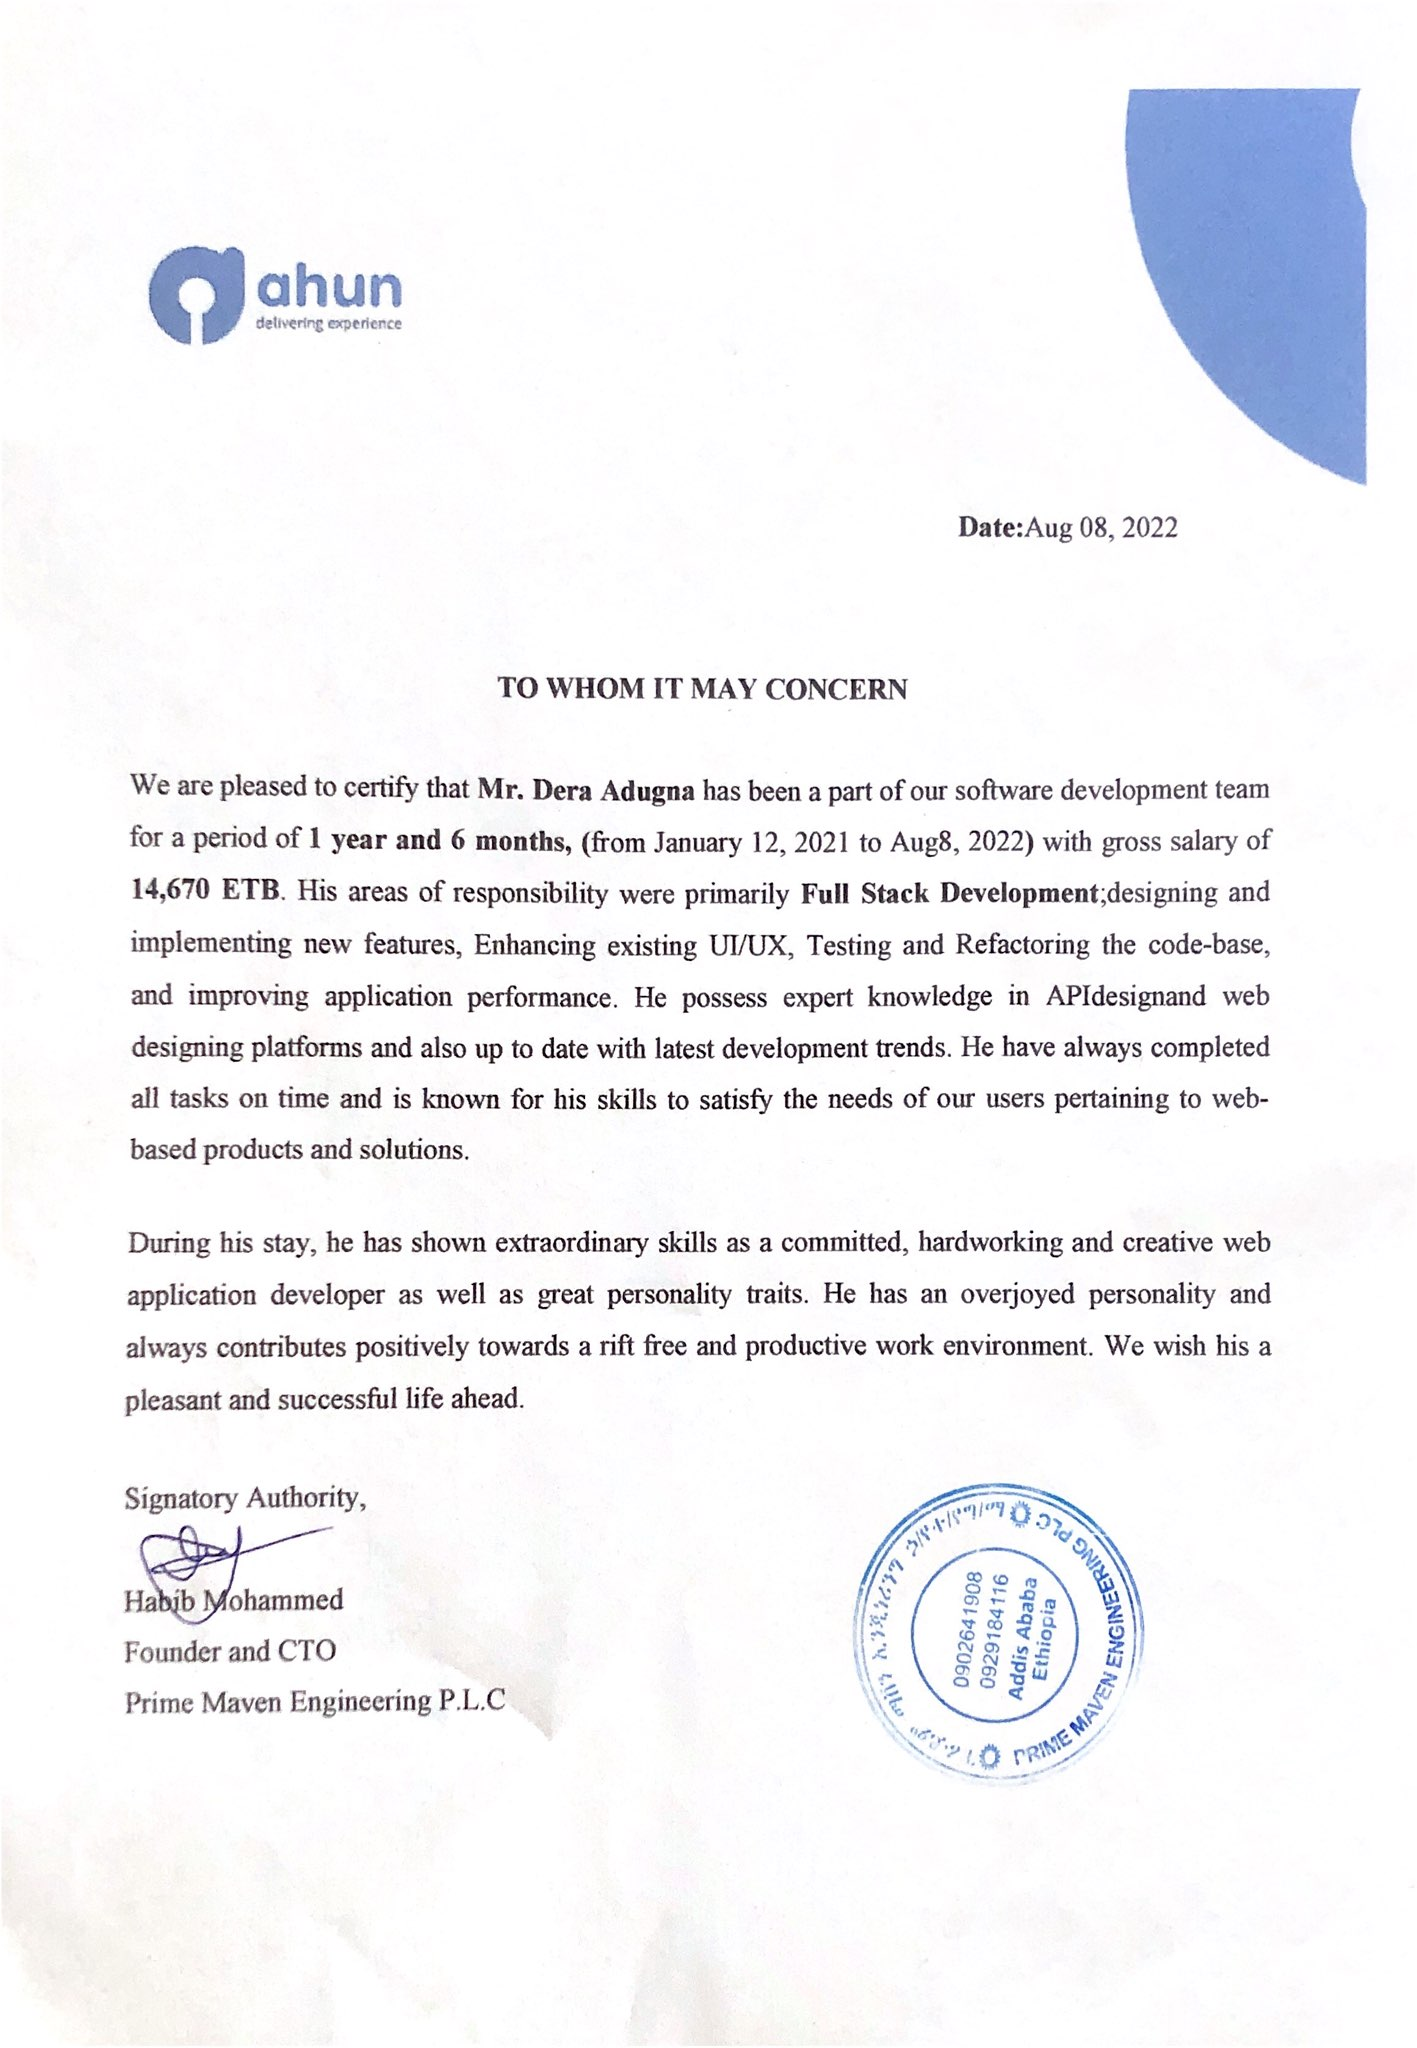 ahun
delivering experience
Date:Aug 08, 2022
TO WHOM IT MAY CONCERN
We are pleased to certify that Mr. Dera Adugna has been a part of our software development team
for a period of 1 year and 6 months, (from January 12, 2021 to Aug8, 2022) with gross salary of
14,670 ETB. His areas of responsibility were primarily Full Stack Development;designing and
implementing new features, Enhancing existing UI/UX, Testing and Refactoring the code-base,
and improving application performance. He possess expert knowledge in APIdesignand web
designing platforms and also up to date with latest development trends. He have always completed
all tasks on time and is known for his skills to satisfy the needs of our users pertaining to web-
based products and solutions.
During his stay, he has shown extraordinary skills as a committed, hardworking and creative web
application developer as well as great personality traits. He has an overjoyed personality and
always contributes positively towards a rift free and productive work environment. We wish his a
pleasant and successful life ahead.
Signatory Authority,
Habib Mohammed
Founder and CTO
Prime Maven Engineering P.L.C
PRIME MAVEN ENGINEERING PLC
0902641908
0929184116
Addis Ababa
Ethiopia